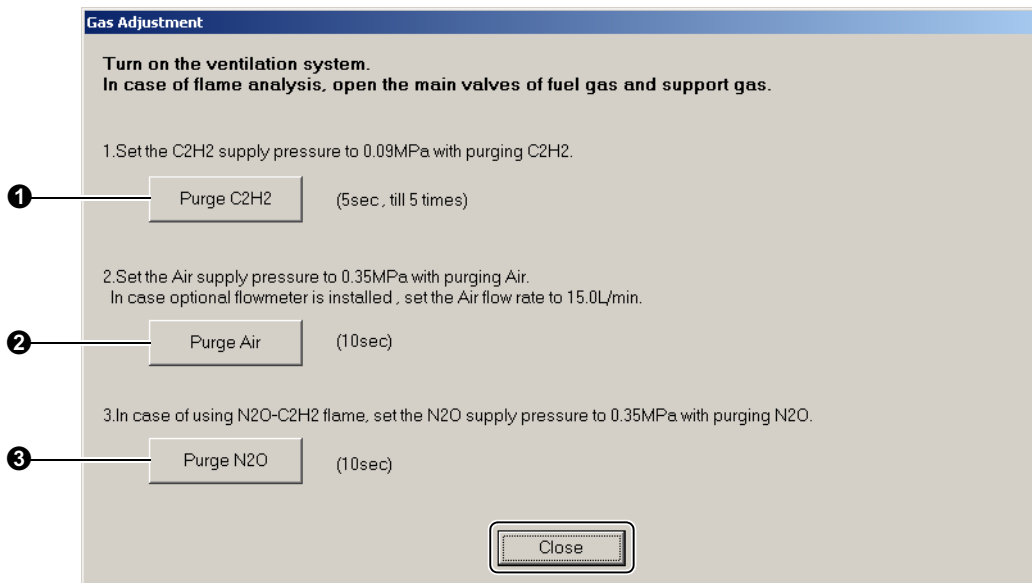 Gas Adjustment
Turn on the ventilation system.
In case of flame analysis, open the main valves of fuel gas and support gas.
1.Set the C2H2 supply pressure to 0.09MPa with purging C2H2.
❶ Purge C2H2 (5sec , till 5 times)
2.Set the Air supply pressure to 0.35MPa with purging Air.
In case optional flowmeter is installed , set the Air flow rate to 15.0L/min.
❷ Purge Air (10sec)
3.In case of using N2O-C2H2 flame, set the N2O supply pressure to 0.35MPa with purging N2O.
❸ Purge N2O (10sec)
Close